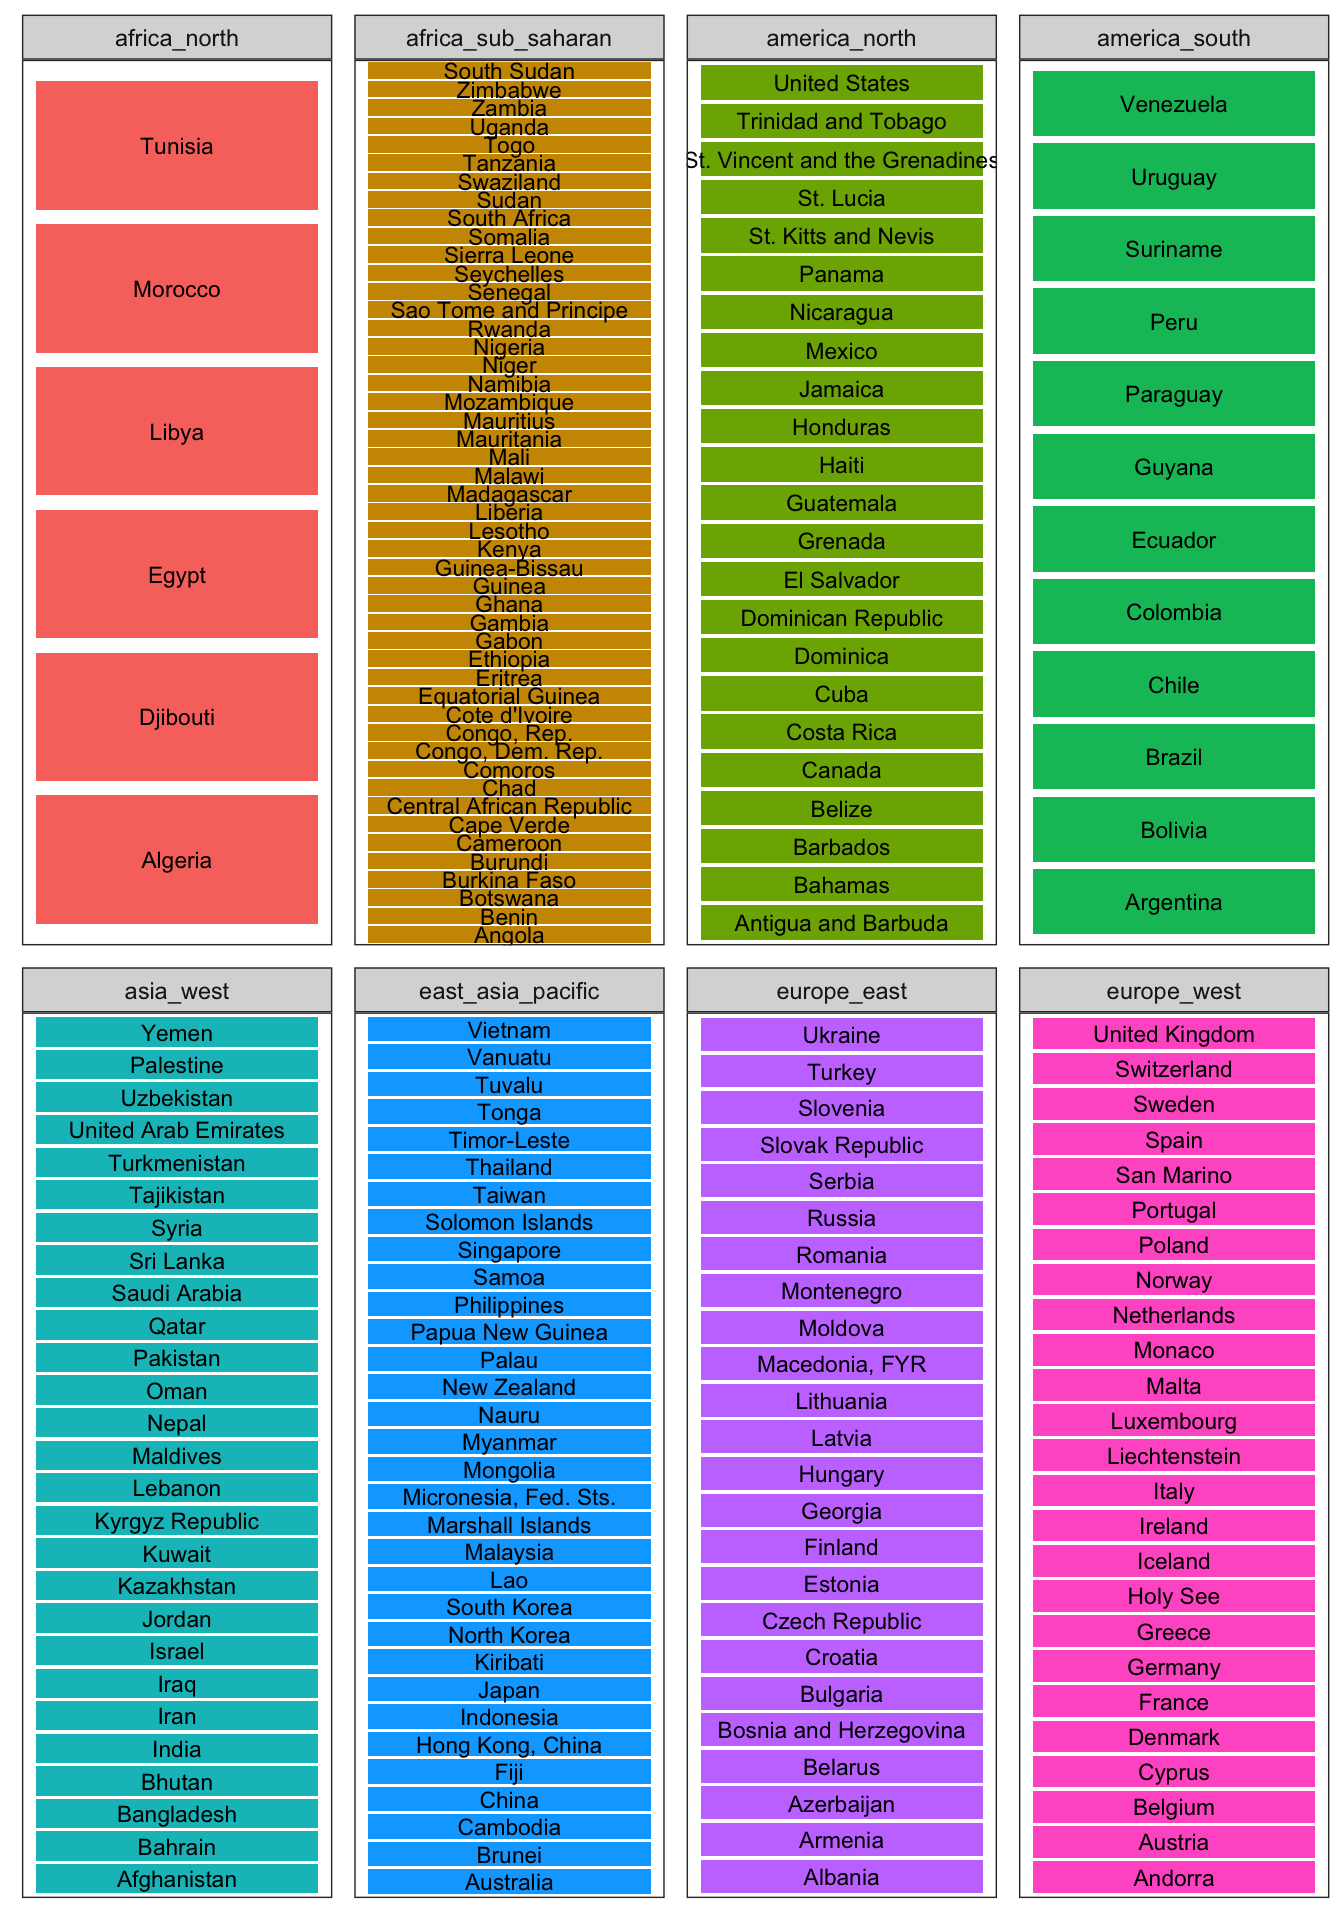 africa_north
Tunisia
Morocco
Libya
Egypt
Djibouti
Algeria
africa_sub_saharan
South Sudan
Zimbabwe
Zambia
Uganda
Togo
Tanzania
Swaziland
Sudan
South Africa
Somalia
Sierra Leone
Seychelles
Senegal
Sao Tome and Principe
Rwanda
Nigeria
Niger
Namibia
Mozambique
Mauritius
Mauritania
Mali
Malawi
Madagascar
Liberia
Lesotho
Kenya
Guinea-Bissau
Guinea
Ghana
Gambia
Gabon
Ethiopia
Eritrea
Equatorial Guinea
Cote d'Ivoire
Congo, Rep.
Congo, Dem. Rep.
Comoros
Chad
Central African Republic
Cape Verde
Cameroon
Burundi
Burkina Faso
Botswana
Benin
Angola
america_north
United States
Trinidad and Tobago
St. Vincent and the Grenadines
St. Lucia
St. Kitts and Nevis
Panama
Nicaragua
Mexico
Jamaica
Honduras
Haiti
Guatemala
Grenada
El Salvador
Dominican Republic
Dominica
Cuba
Costa Rica
Canada
Belize
Barbados
Bahamas
Antigua and Barbuda
america_south
Venezuela
Uruguay
Suriname
Peru
Paraguay
Guyana
Ecuador
Colombia
Chile
Brazil
Bolivia
Argentina
asia_west
Yemen
Palestine
Uzbekistan
United Arab Emirates
Turkmenistan
Tajikistan
Syria
Sri Lanka
Saudi Arabia
Qatar
Pakistan
Oman
Nepal
Maldives
Lebanon
Kyrgyz Republic
Kuwait
Kazakhstan
Jordan
Israel
Iraq
Iran
India
Bhutan
Bangladesh
Bahrain
Afghanistan
east_asia_pacific
Vietnam
Vanuatu
Tuvalu
Tonga
Timor-Leste
Thailand
Taiwan
Solomon Islands
Singapore
Samoa
Philippines
Papua New Guinea
Palau
New Zealand
Nauru
Myanmar
Mongolia
Micronesia, Fed. Sts.
Marshall Islands
Malaysia
Lao
South Korea
North Korea
Kiribati
Japan
Indonesia
Hong Kong, China
Fiji
China
Cambodia
Brunei
Australia
europe_east
Ukraine
Turkey
Slovenia
Slovak Republic
Serbia
Russia
Romania
Montenegro
Moldova
Macedonia, FYR
Lithuania
Latvia
Hungary
Georgia
Finland
Estonia
Czech Republic
Croatia
Bulgaria
Bosnia and Herzegovina
Belarus
Azerbaijan
Armenia
Albania
europe_west
United Kingdom
Switzerland
Sweden
Spain
San Marino
Portugal
Poland
Norway
Netherlands
Monaco
Malta
Luxembourg
Liechtenstein
Italy
Ireland
Iceland
Holy See
Greece
Germany
France
Denmark
Cyprus
Belgium
Austria
Andorra